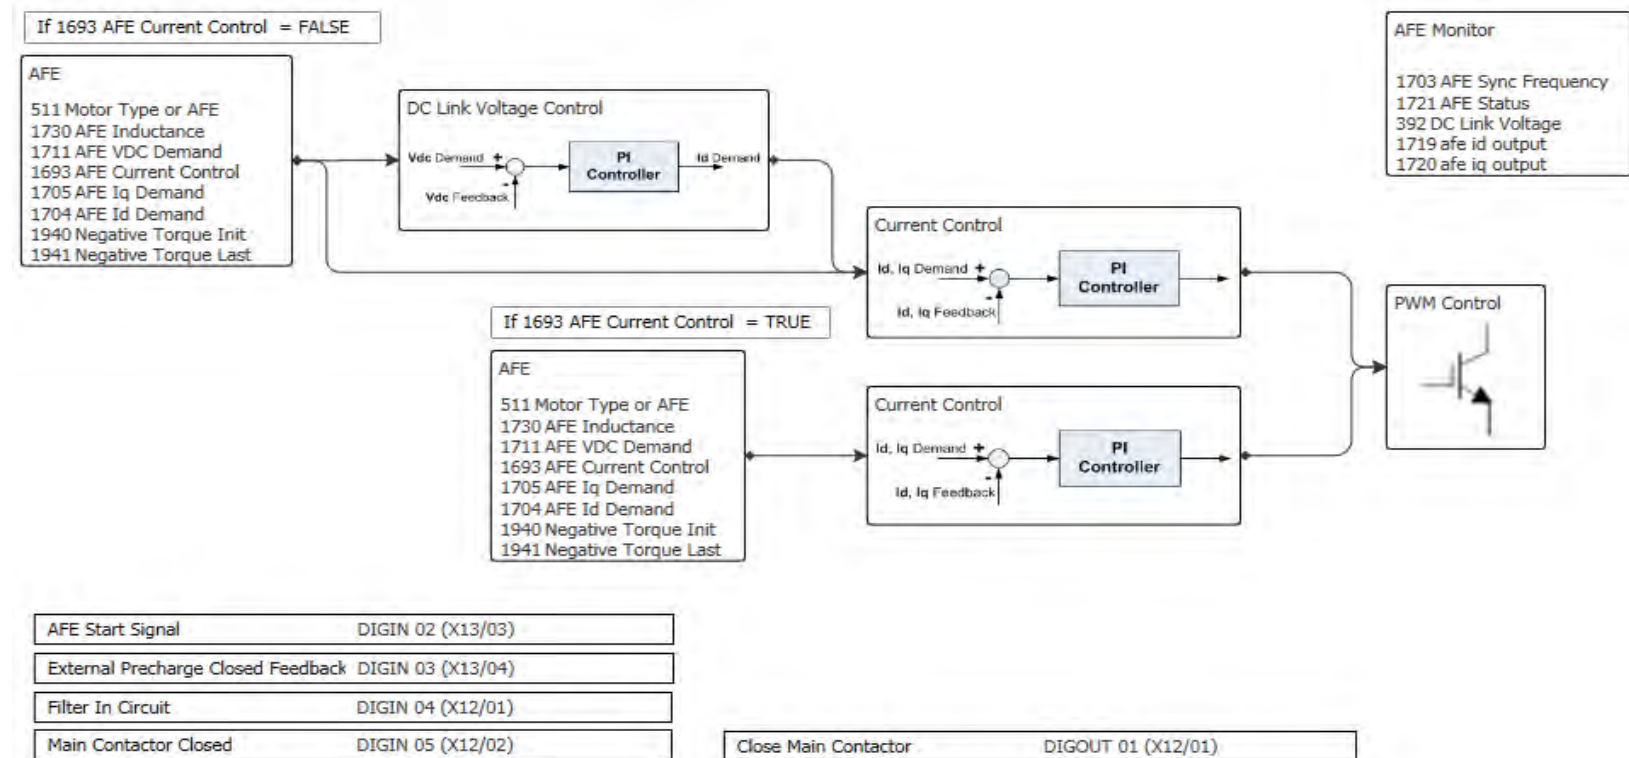 If 1693 AFE Current Control = FALSE
AFE
511 Motor Type or AFE
1730 AFE Inductance
1711 AFE VDC Demand
1693 AFE Current Control
1705 AFE Iq Demand
1704 AFE Id Demand
1940 Negative Torque Init
1941 Negative Torque Last
DC Link Voltage Control
Vdc Demand +
-
Vdc Feedback
PI
Controller
Id Demand
AFE Monitor
1703 AFE Sync Frequency
1721 AFE Status
392 DC Link Voltage
1719 afe id output
1720 afe iq output
Current Control
Id, Iq Demand +
-
Id, Iq Feedback
PI
Controller
PWM Control
If 1693 AFE Current Control = TRUE
AFE
511 Motor Type or AFE
1730 AFE Inductance
1711 AFE VDC Demand
1693 AFE Current Control
1705 AFE Iq Demand
1704 AFE Id Demand
1940 Negative Torque Init
1941 Negative Torque Last
Current Control
Id, Iq Demand +
-
Id, Iq Feedback
PI
Controller
AFE Start Signal DIGIN 02 (X13/03)
External Precharge Closed Feedback DIGIN 03 (X13/04)
Filter In Circuit DIGIN 04 (X12/01)
Main Contactor Closed DIGIN 05 (X12/02)
Close Main Contactor DIGOUT 01 (X12/01)